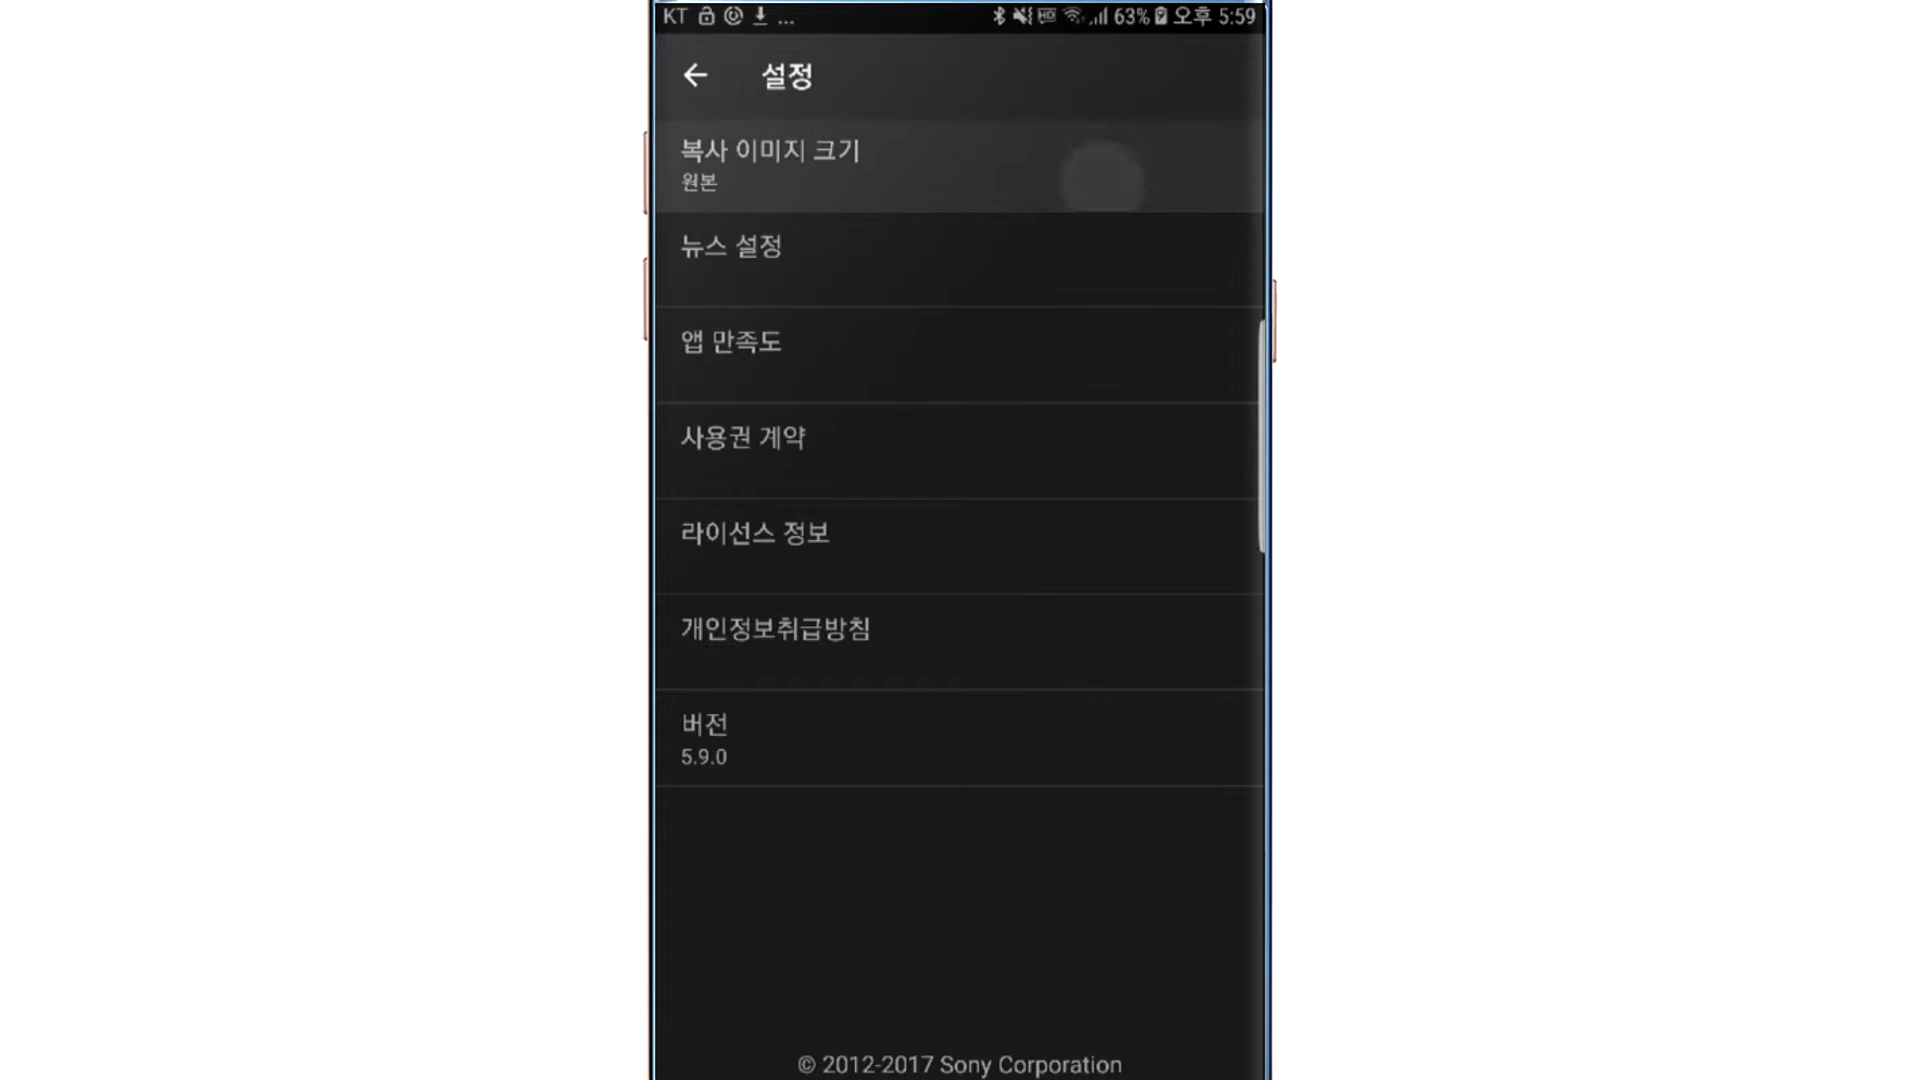 KT ... HD 63% 오후 5:59
설정
복사 이미지 크기
원본
뉴스 설정
앱 만족도
사용권 계약
라이선스 정보
개인정보취급방침
버전
5.9.0
© 2012-2017 Sony Corporation